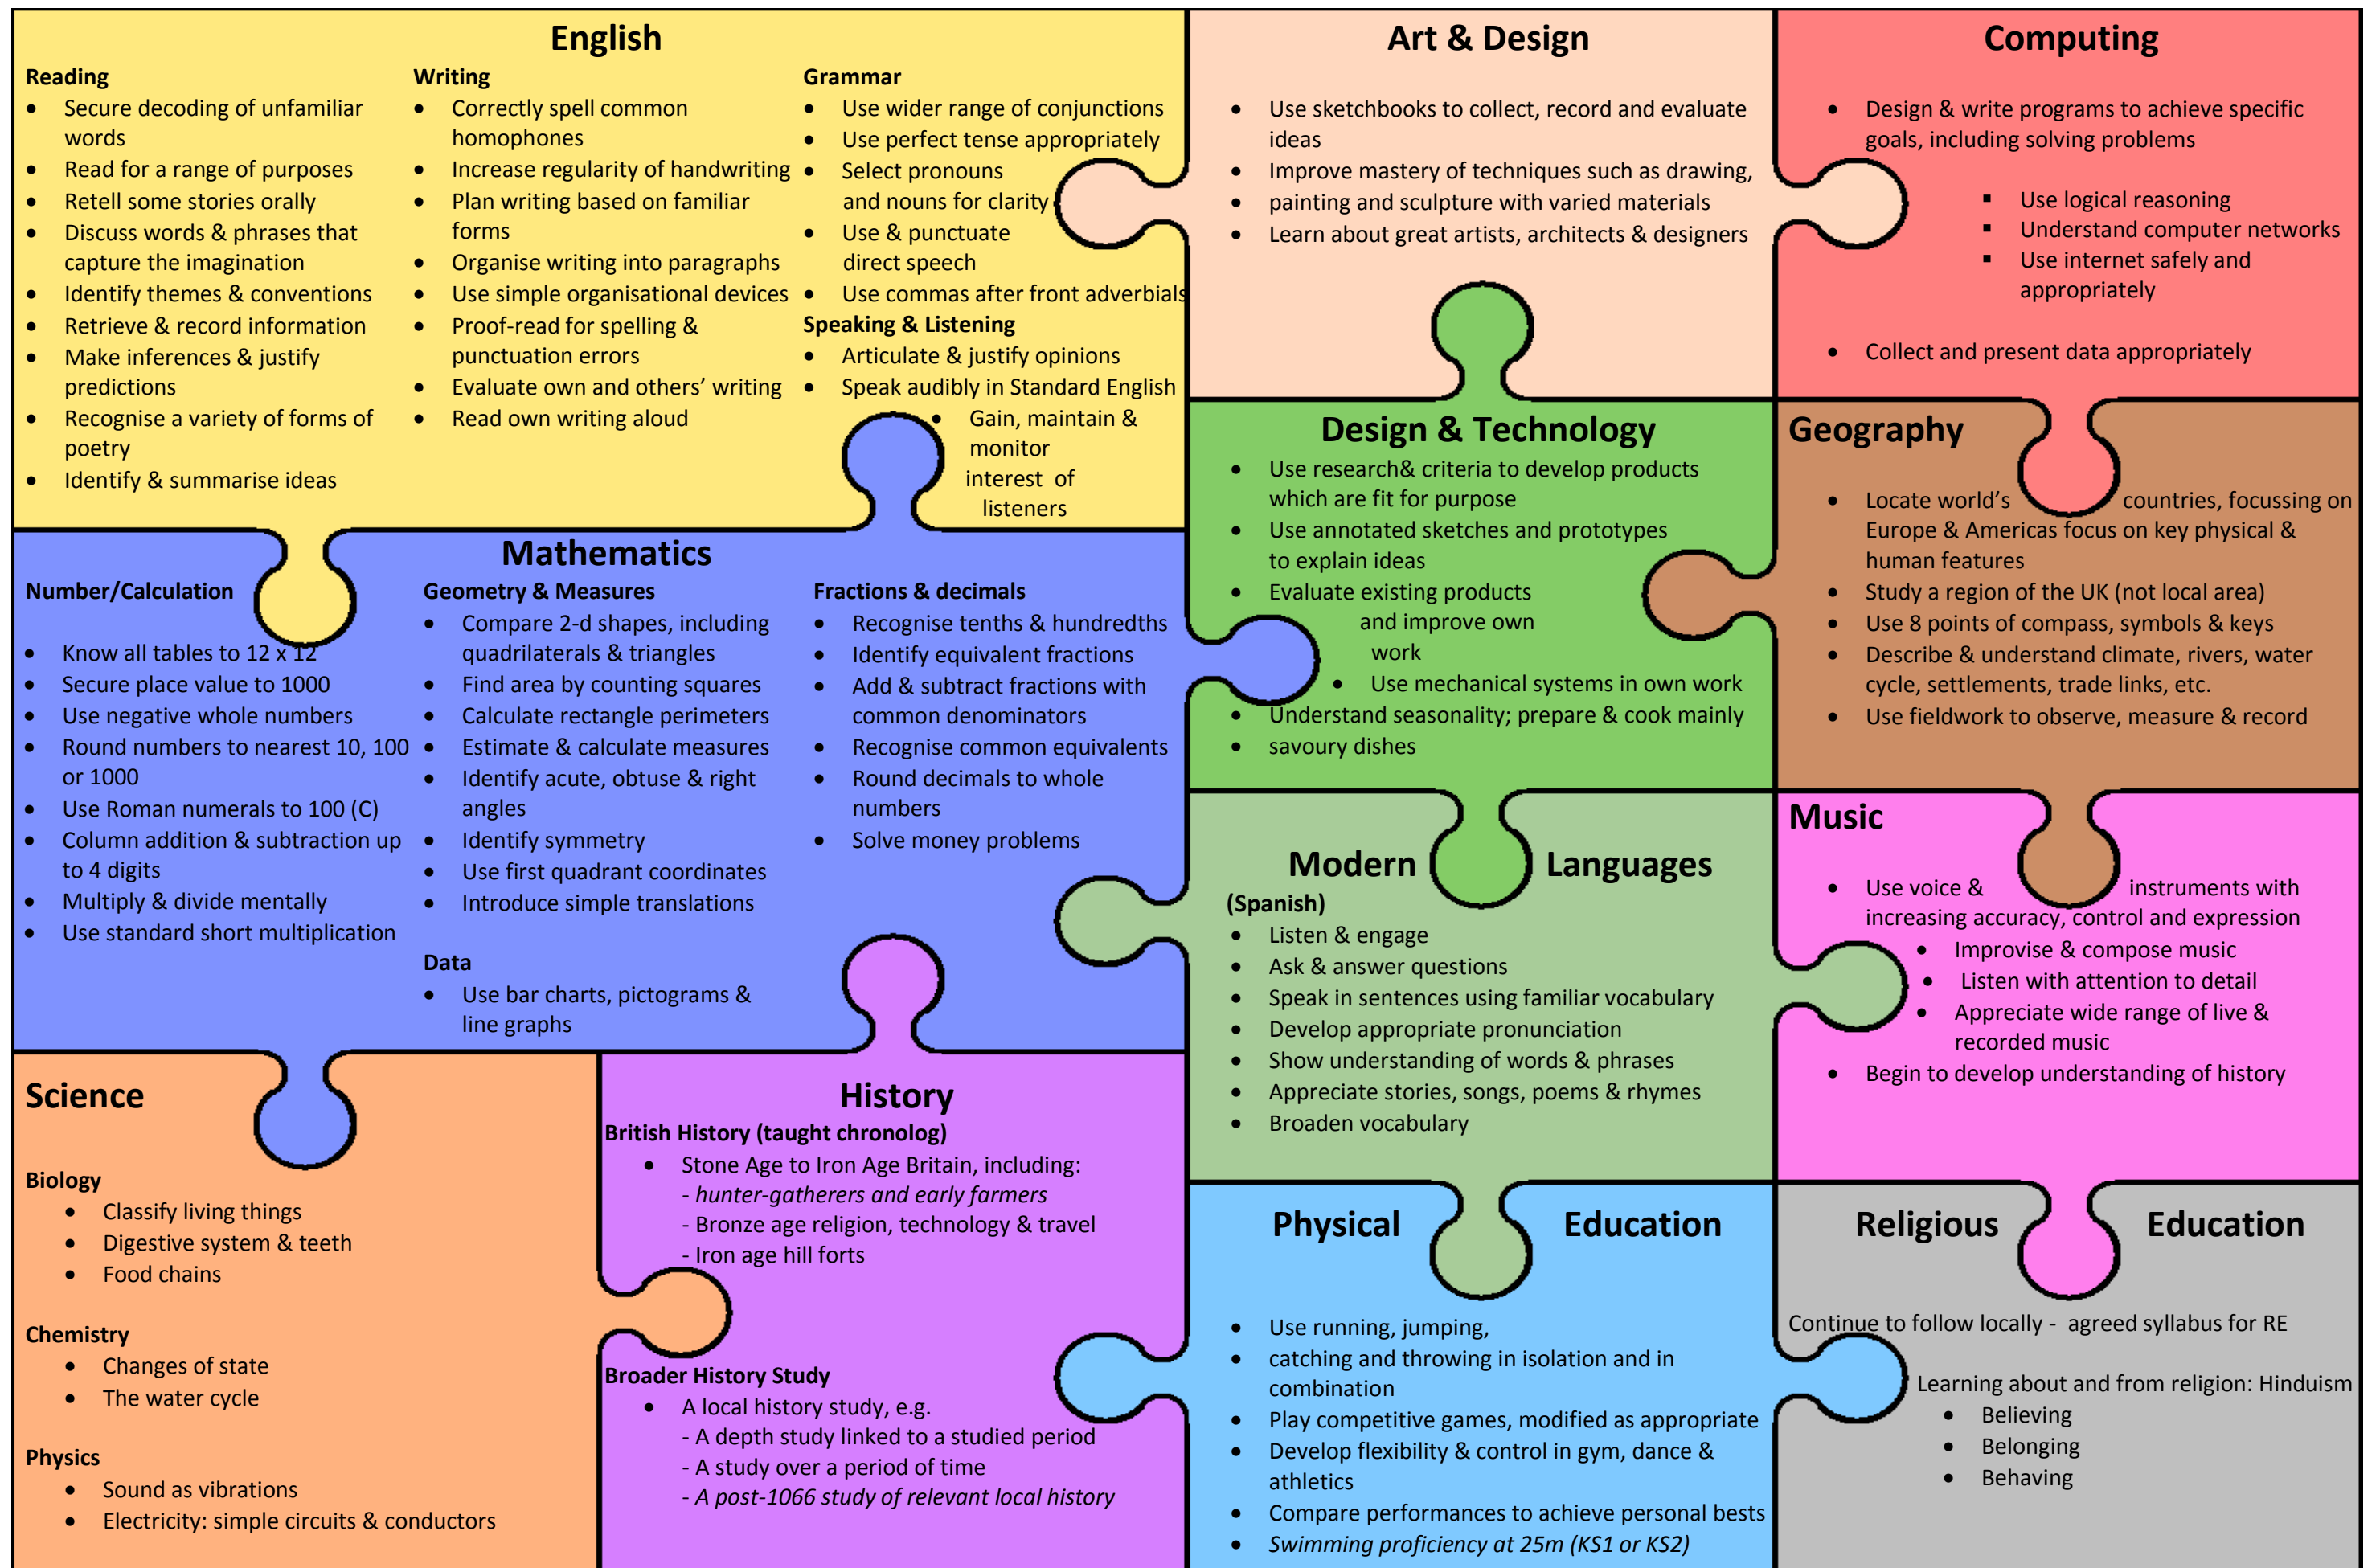 English
Reading
• Secure decoding of unfamiliar
words
• Read for a range of purposes
• Retell some stories orally
• Discuss words & phrases that
capture the imagination
• Identify themes & conventions
• Retrieve & record information
• Make inferences & justify
predictions
• Recognise a variety of forms of
poetry
• Identify & summarise ideas
Writing
• Correctly spell common
homophones
• Increase regularity of handwriting
• Plan writing based on familiar
forms
• Organise writing into paragraphs
• Use simple organisational devices
• Proof-read for spelling &
punctuation errors
• Evaluate own and others’ writing
• Read own writing aloud
Grammar
• Use wider range of conjunctions
• Use perfect tense appropriately
• Select pronouns
and nouns for clarity
• Use & punctuate
direct speech
• Use commas after front adverbials
Speaking & Listening
• Articulate & justify opinions
• Speak audibly in Standard English
• Gain, maintain &
monitor
interest of
listeners
Art & Design
• Use sketchbooks to collect, record and evaluate
ideas
• Improve mastery of techniques such as drawing,
• painting and sculpture with varied materials
• Learn about great artists, architects & designers
Computing
• Design & write programs to achieve specific
goals, including solving problems
▪ Use logical reasoning
▪ Understand computer networks
▪ Use internet safely and
appropriately
• Collect and present data appropriately
Mathematics
Number/Calculation
• Know all tables to 12 x 12
• Secure place value to 1000
• Use negative whole numbers
• Round numbers to nearest 10, 100
or 1000
• Use Roman numerals to 100 (C)
• Column addition & subtraction up
to 4 digits
• Multiply & divide mentally
• Use standard short multiplication
Geometry & Measures
• Compare 2-d shapes, including
quadrilaterals & triangles
• Find area by counting squares
• Calculate rectangle perimeters
• Estimate & calculate measures
• Identify acute, obtuse & right
angles
• Identify symmetry
• Use first quadrant coordinates
• Introduce simple translations
Data
• Use bar charts, pictograms &
line graphs
Fractions & decimals
• Recognise tenths & hundredths
• Identify equivalent fractions
• Add & subtract fractions with
common denominators
• Recognise common equivalents
• Round decimals to whole
numbers
• Solve money problems
Design & Technology
• Use research& criteria to develop products
which are fit for purpose
• Use annotated sketches and prototypes
to explain ideas
• Evaluate existing products
and improve own
work
• Use mechanical systems in own work
• Understand seasonality; prepare & cook mainly
• savoury dishes
Geography
• Locate world’s countries, focussing on
Europe & Americas focus on key physical &
human features
• Study a region of the UK (not local area)
• Use 8 points of compass, symbols & keys
• Describe & understand climate, rivers, water
cycle, settlements, trade links, etc.
• Use fieldwork to observe, measure & record
Modern Languages
(Spanish)
• Listen & engage
• Ask & answer questions
• Speak in sentences using familiar vocabulary
• Develop appropriate pronunciation
• Show understanding of words & phrases
• Appreciate stories, songs, poems & rhymes
• Broaden vocabulary
Music
• Use voice & instruments with
increasing accuracy, control and expression
• Improvise & compose music
• Listen with attention to detail
• Appreciate wide range of live &
recorded music
• Begin to develop understanding of history
Science
Biology
• Classify living things
• Digestive system & teeth
• Food chains
Chemistry
• Changes of state
• The water cycle
Physics
• Sound as vibrations
• Electricity: simple circuits & conductors
History
British History (taught chronolog)
• Stone Age to Iron Age Britain, including:
- hunter-gatherers and early farmers
- Bronze age religion, technology & travel
- Iron age hill forts
Broader History Study
• A local history study, e.g.
- A depth study linked to a studied period
- A study over a period of time
- A post-1066 study of relevant local history
Physical Education
• Use running, jumping,
• catching and throwing in isolation and in
combination
• Play competitive games, modified as appropriate
• Develop flexibility & control in gym, dance &
athletics
• Compare performances to achieve personal bests
• Swimming proficiency at 25m (KS1 or KS2)
Religious Education
Continue to follow locally - agreed syllabus for RE
Learning about and from religion: Hinduism
• Believing
• Belonging
• Behaving